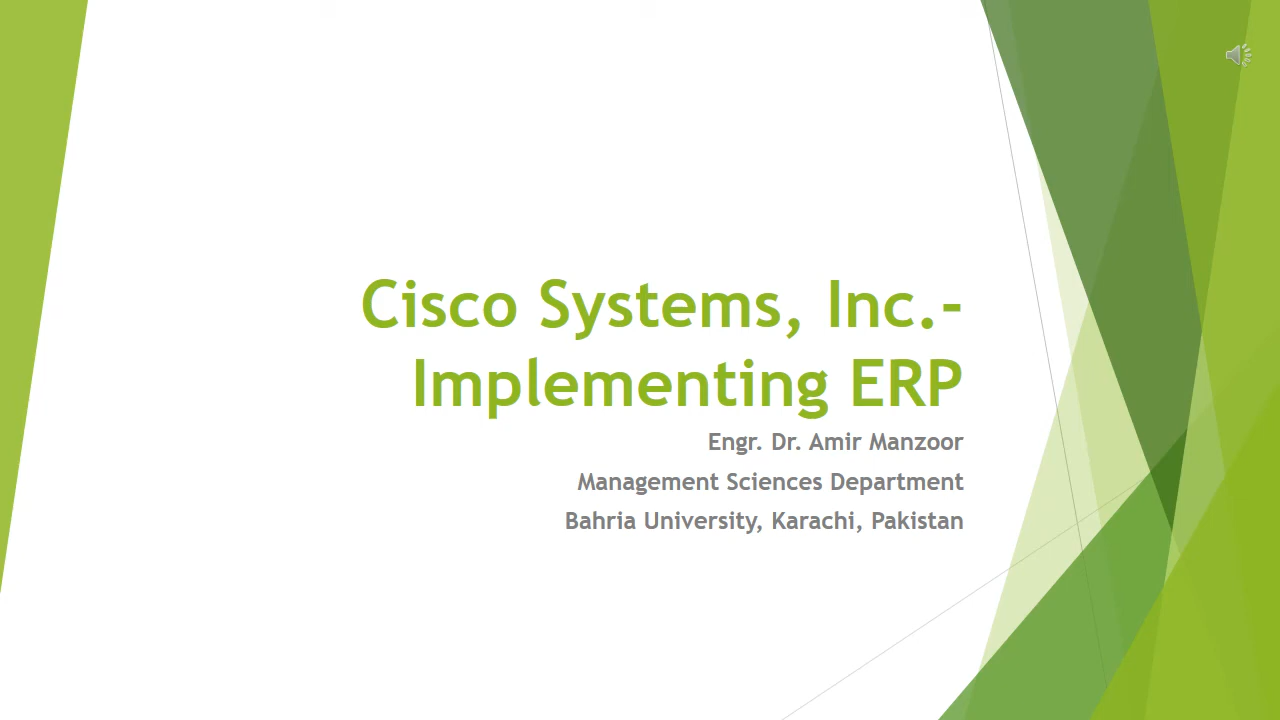 Cisco Systems, Inc.-
Implementing ERP
Engr. Dr. Amir Manzoor
Management Sciences Department
Bahria University, Karachi, Pakistan